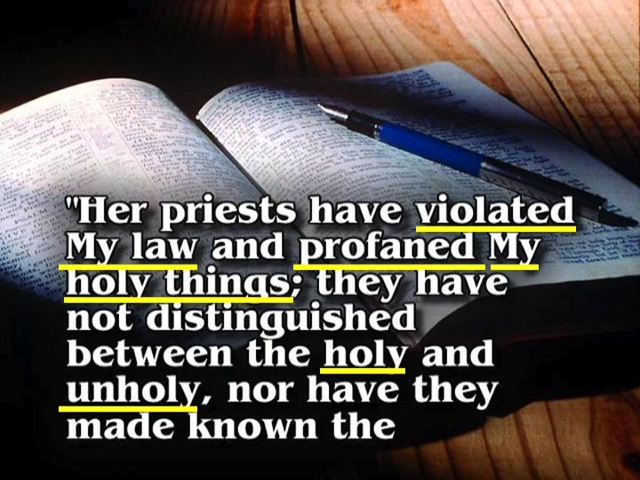 "Her priests have violated
My law and profaned My
holy things; they have
not distinguished
between the holy and
unholy, nor have they
made known the